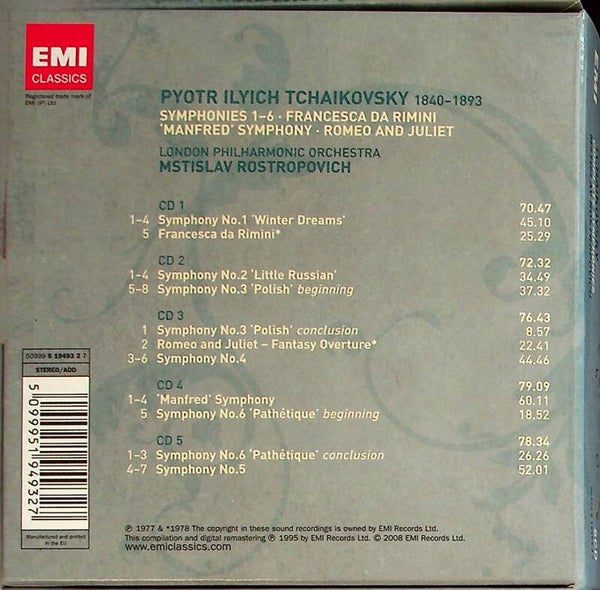 EMI
CLASSICS
Registered trade mark of
EMI (IP) Ltd
PYOTR ILYICH TCHAIKOVSKY 1840–1893
SYMPHONIES 1–6 · FRANCESCA DA RIMINI
'MANFRED' SYMPHONY · ROMEO AND JULIET
LONDON PHILHARMONIC ORCHESTRA
MSTISLAV ROSTROPOVICH
CD 1 70.47
1–4 Symphony No.1 'Winter Dreams' 45.10
5 Francesca da Rimini* 25.29
CD 2 72.32
1–4 Symphony No.2 'Little Russian' 34.49
5–8 Symphony No.3 'Polish' beginning 37.32
CD 3 76.43
1 Symphony No.3 'Polish' conclusion 8.57
2 Romeo and Juliet – Fantasy Overture* 22.41
3–6 Symphony No.4 44.46
CD 4 79.09
1–4 'Manfred' Symphony 60.11
5 Symphony No.6 'Pathétique' beginning 18.52
CD 5 78.34
1–3 Symphony No.6 'Pathétique' conclusion 26.26
4–7 Symphony No.5 52.01
50999 5 19493 2 7
STEREO/ADD
5 099951 949327
Manufactured and printed
in the EU
℗ 1977 & *1978 The copyright in these sound recordings is owned by EMI Records Ltd.
This compilation and digital remastering ℗ 1995 by EMI Records Ltd. © 2008 EMI Records Ltd.
www.emiclassics.com
EMI